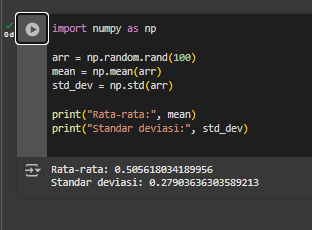 import numpy as np
arr = np.random.rand(100)
mean = np.mean(arr)
std_dev = np.std(arr)
print("Rata-rata:", mean)
print("Standar deviasi:", std_dev)
0d
Rata-rata: 0.505618034189956
Standar deviasi: 0.27903636303589213